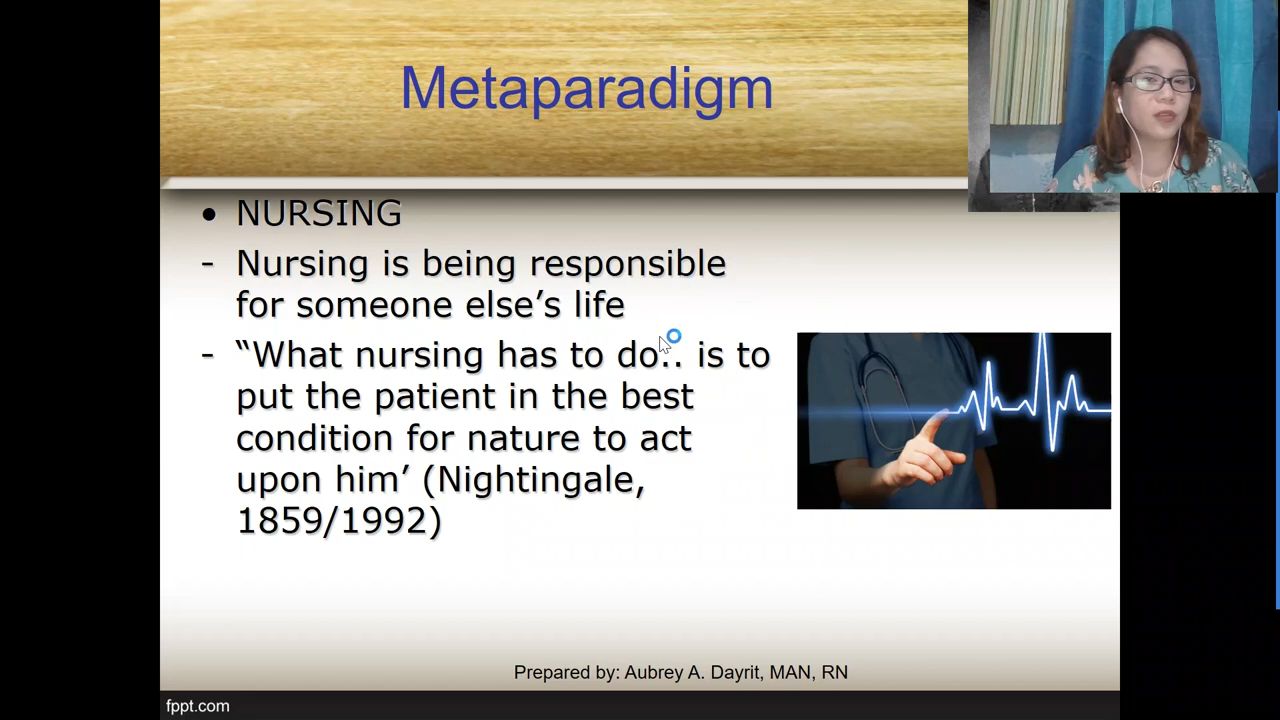 Metaparadigm
• NURSING
- Nursing is being responsible
for someone else’s life
- “What nursing has to do.. is to
put the patient in the best
condition for nature to act
upon him’ (Nightingale,
1859/1992)
Prepared by: Aubrey A. Dayrit, MAN, RN
fppt.com